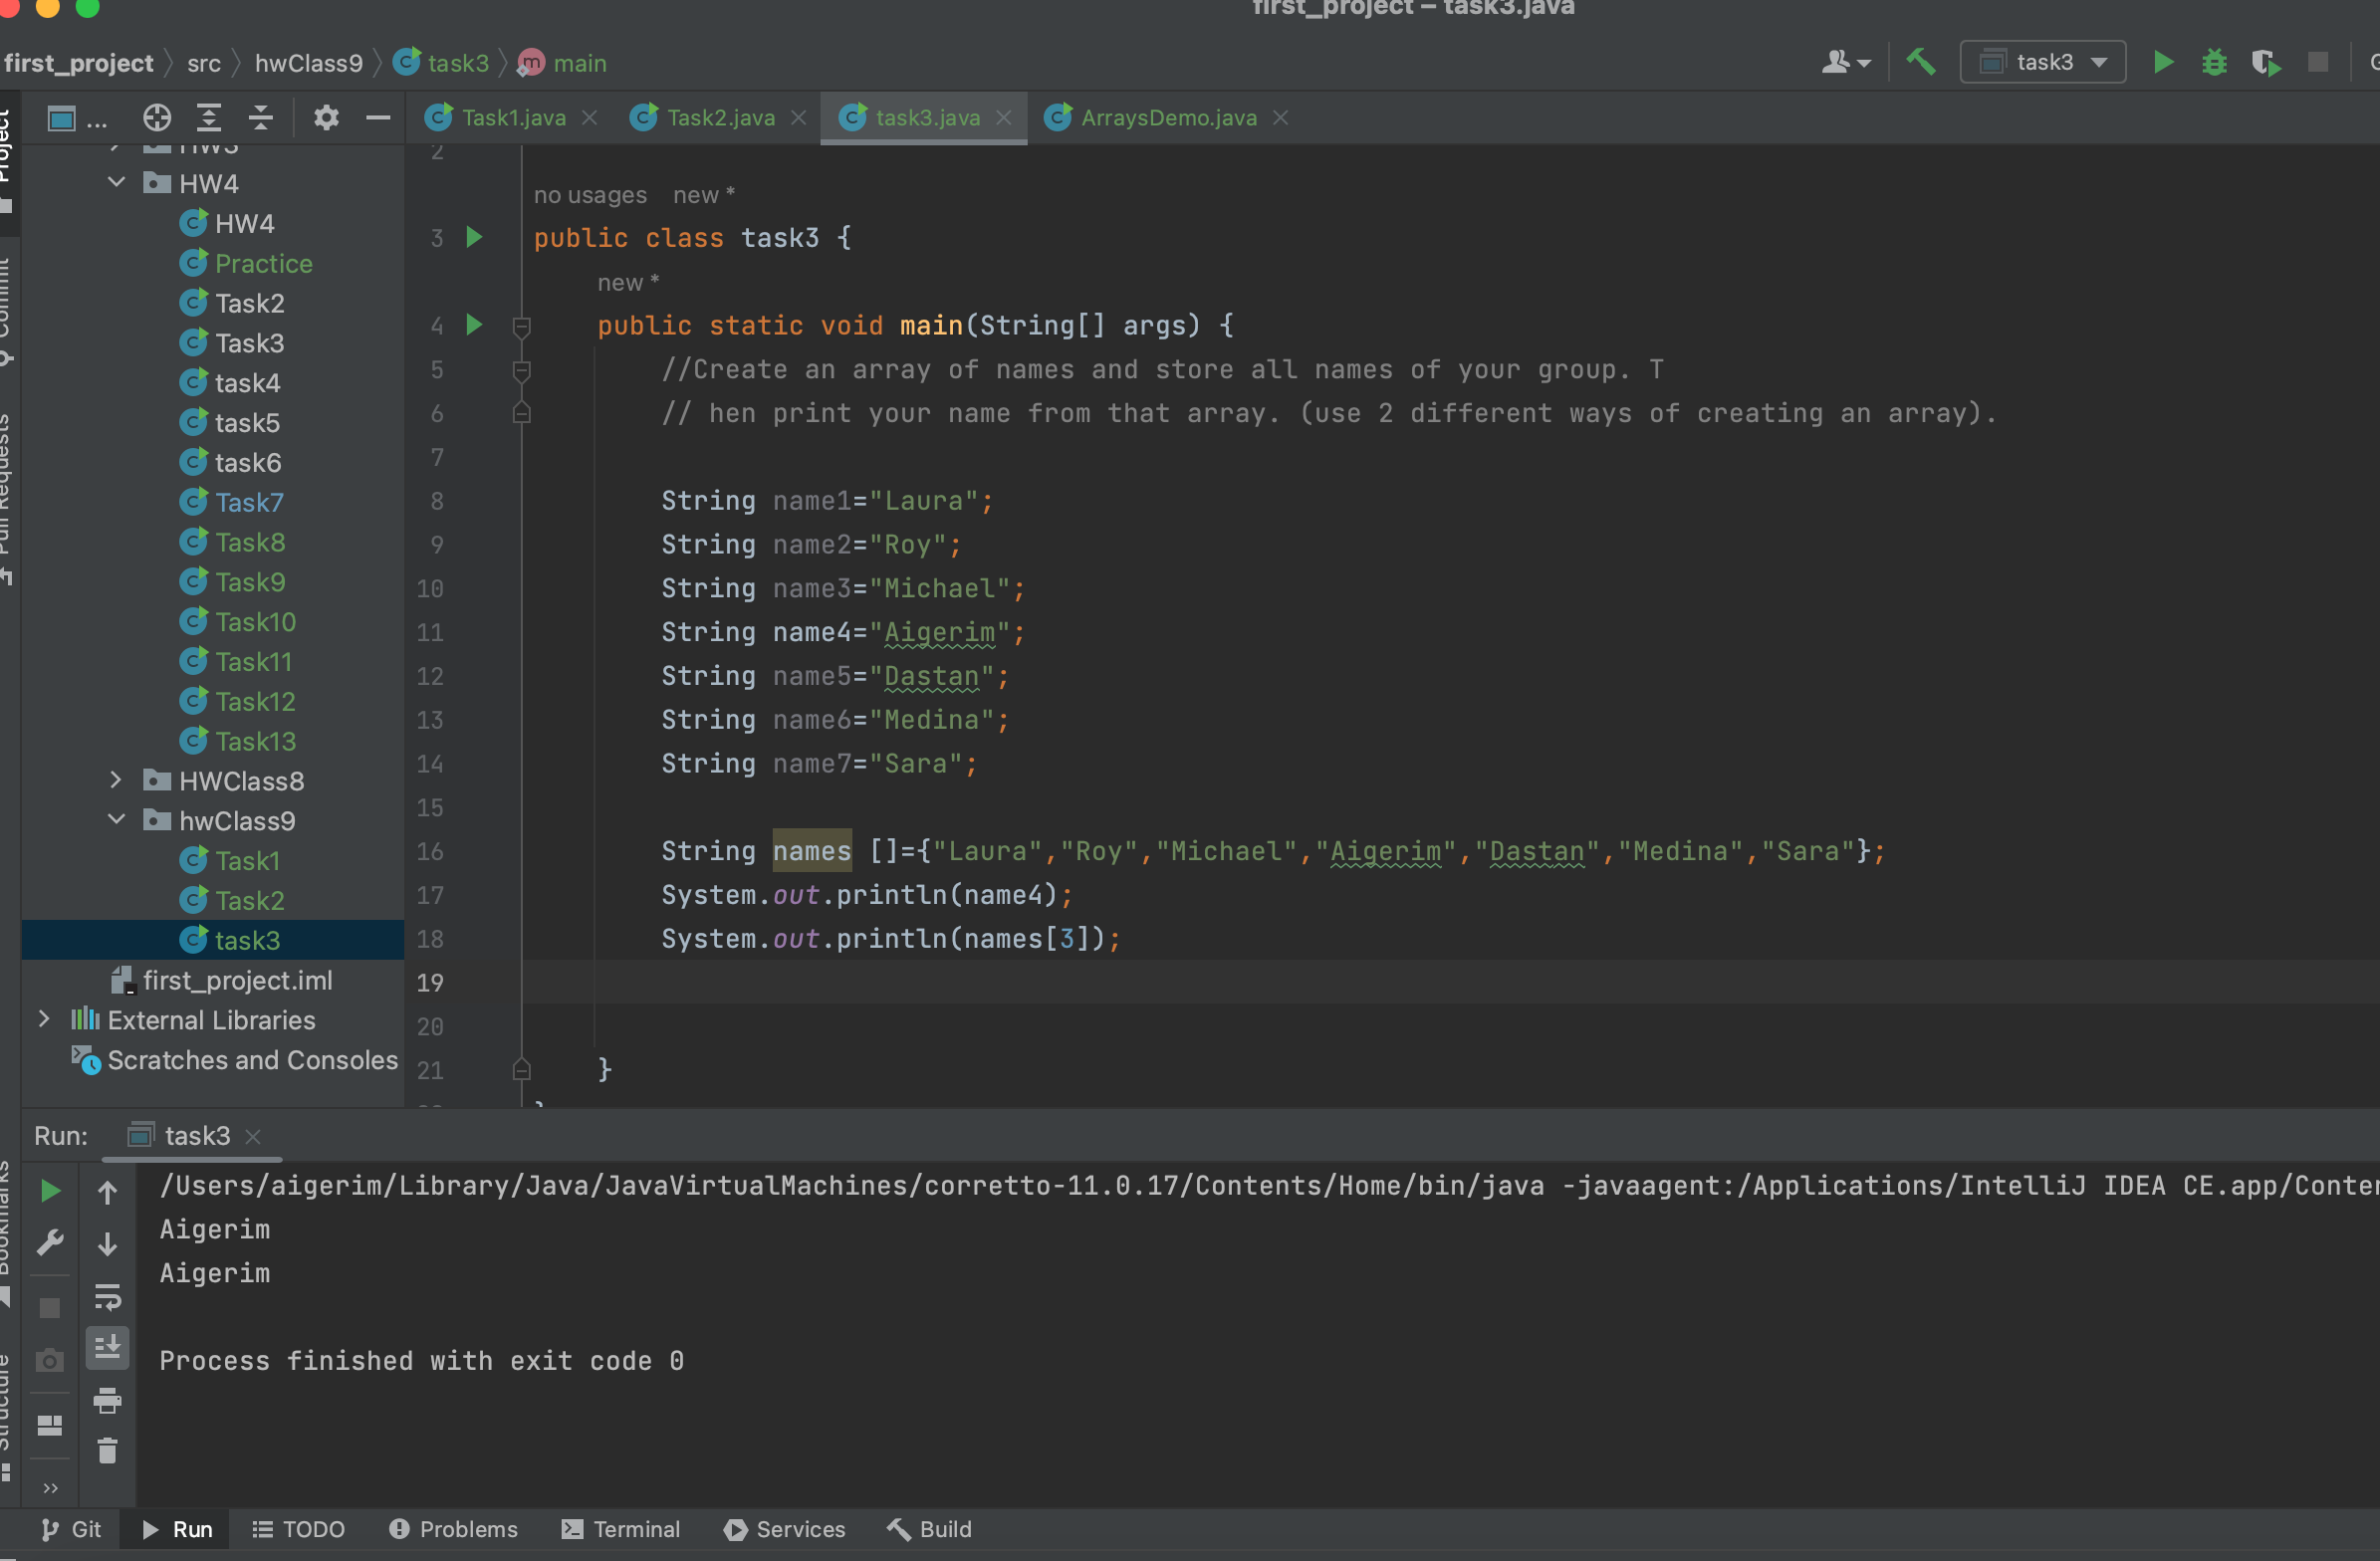 first_project – task3.java
first_project src hwClass9 task3 main
task3
Project
...
Task1.java Task2.java task3.java ArraysDemo.java
HW3
HW4
HW4
Practice
Task2
Task3
task4
task5
task6
Task7
Task8
Task9
Task10
Task11
Task12
Task13
HWClass8
hwClass9
Task1
Task2
task3
first_project.iml
External Libraries
Scratches and Consoles
Commit
Pull Requests
2
no usages new *
3 public class task3 {
new *
4 public static void main(String[] args) {
5 //Create an array of names and store all names of your group. T
6 // hen print your name from that array. (use 2 different ways of creating an array).
7
8 String name1="Laura";
9 String name2="Roy";
10 String name3="Michael";
11 String name4="Aigerim";
12 String name5="Dastan";
13 String name6="Medina";
14 String name7="Sara";
15
16 String names []={"Laura","Roy","Michael","Aigerim","Dastan","Medina","Sara"};
17 System.out.println(name4);
18 System.out.println(names[3]);
19
20
21 }
Run: task3
/Users/aigerim/Library/Java/JavaVirtualMachines/corretto-11.0.17/Contents/Home/bin/java -javaagent:/Applications/IntelliJ IDEA CE.app/Conten
Aigerim
Aigerim
Process finished with exit code 0
Bookmarks
Structure
Git Run TODO Problems Terminal Services Build